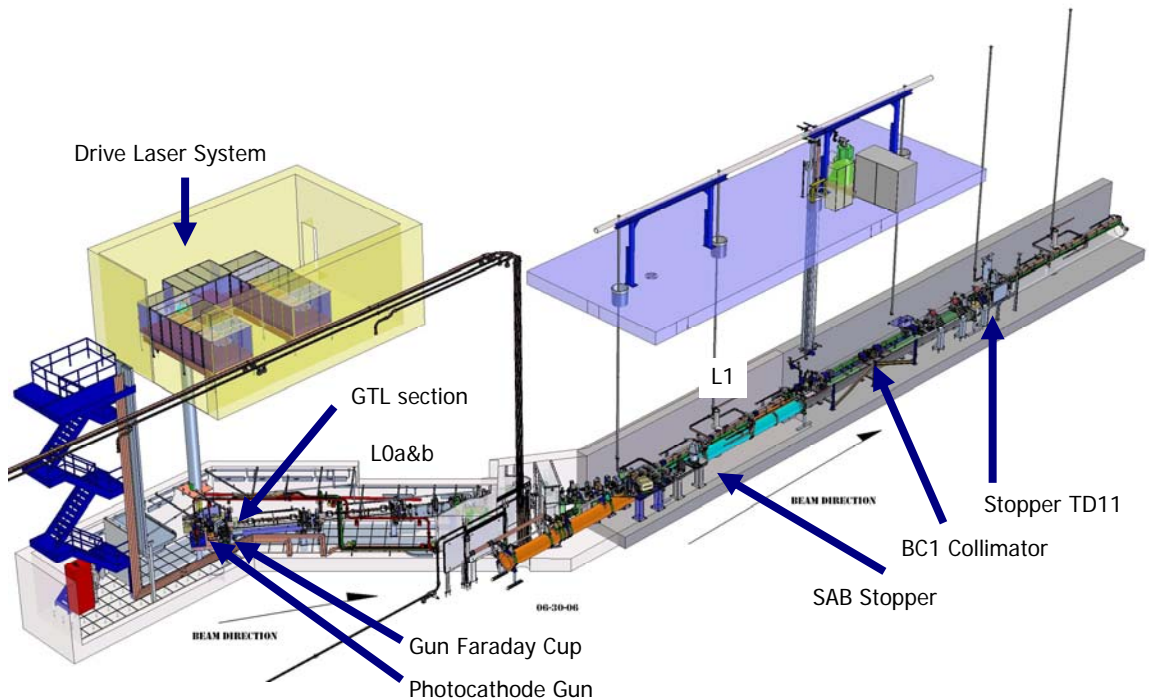 Drive Laser System
GTL section
L0a&b
L1
BEAM DIRECTION
Stopper TD11
BC1 Collimator
SAB Stopper
06-30-06
BEAM DIRECTION
Gun Faraday Cup
Photocathode Gun